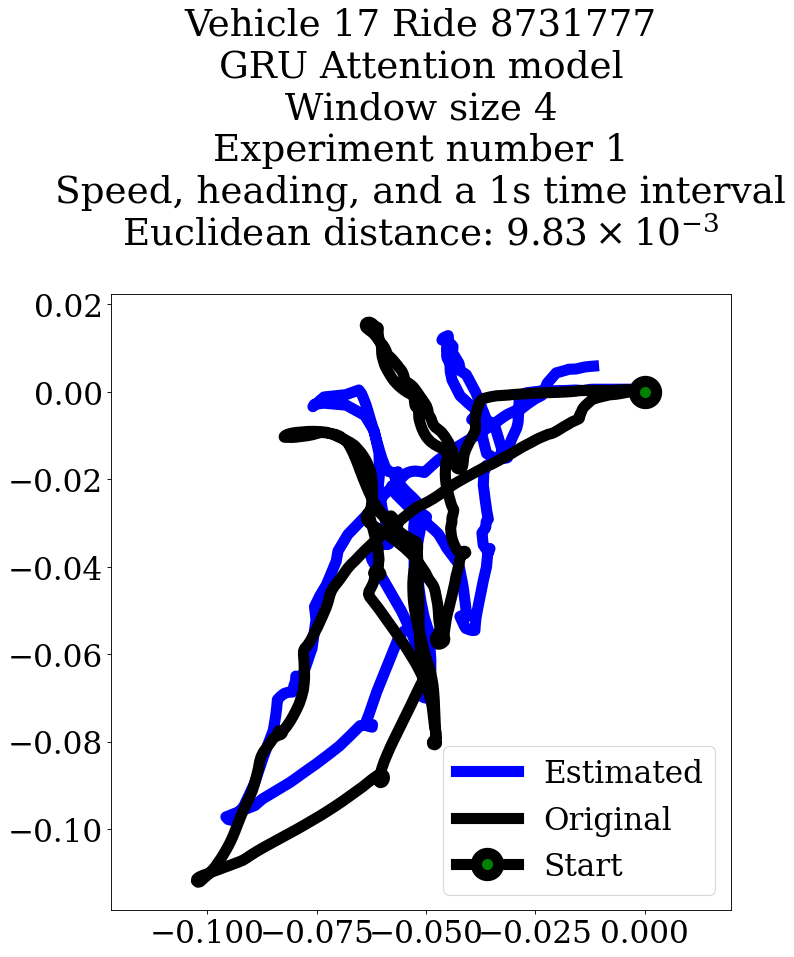 Vehicle 17 Ride 8731777
GRU Attention model
Window size 4
Experiment number 1
Speed, heading, and a 1s time interval
Euclidean distance: 9.83 × 10⁻³
0.02
0.00
−0.02
−0.04
−0.06
−0.08
−0.10
Estimated
Original
Start
−0.100 −0.075 −0.050 −0.025 0.000